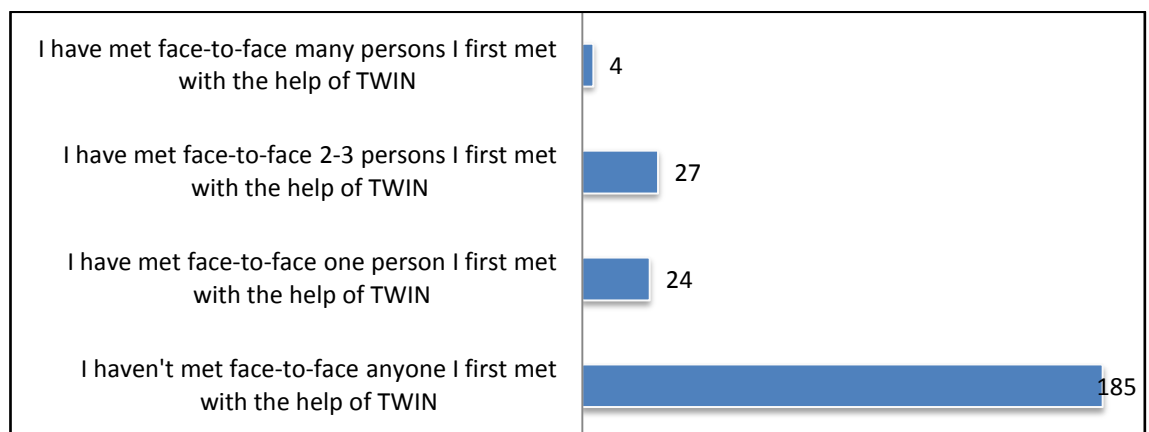 I have met face-to-face many persons I first met
with the help of TWIN
4
I have met face-to-face 2-3 persons I first met
with the help of TWIN
27
I have met face-to-face one person I first met
with the help of TWIN
24
I haven't met face-to-face anyone I first met
with the help of TWIN
185